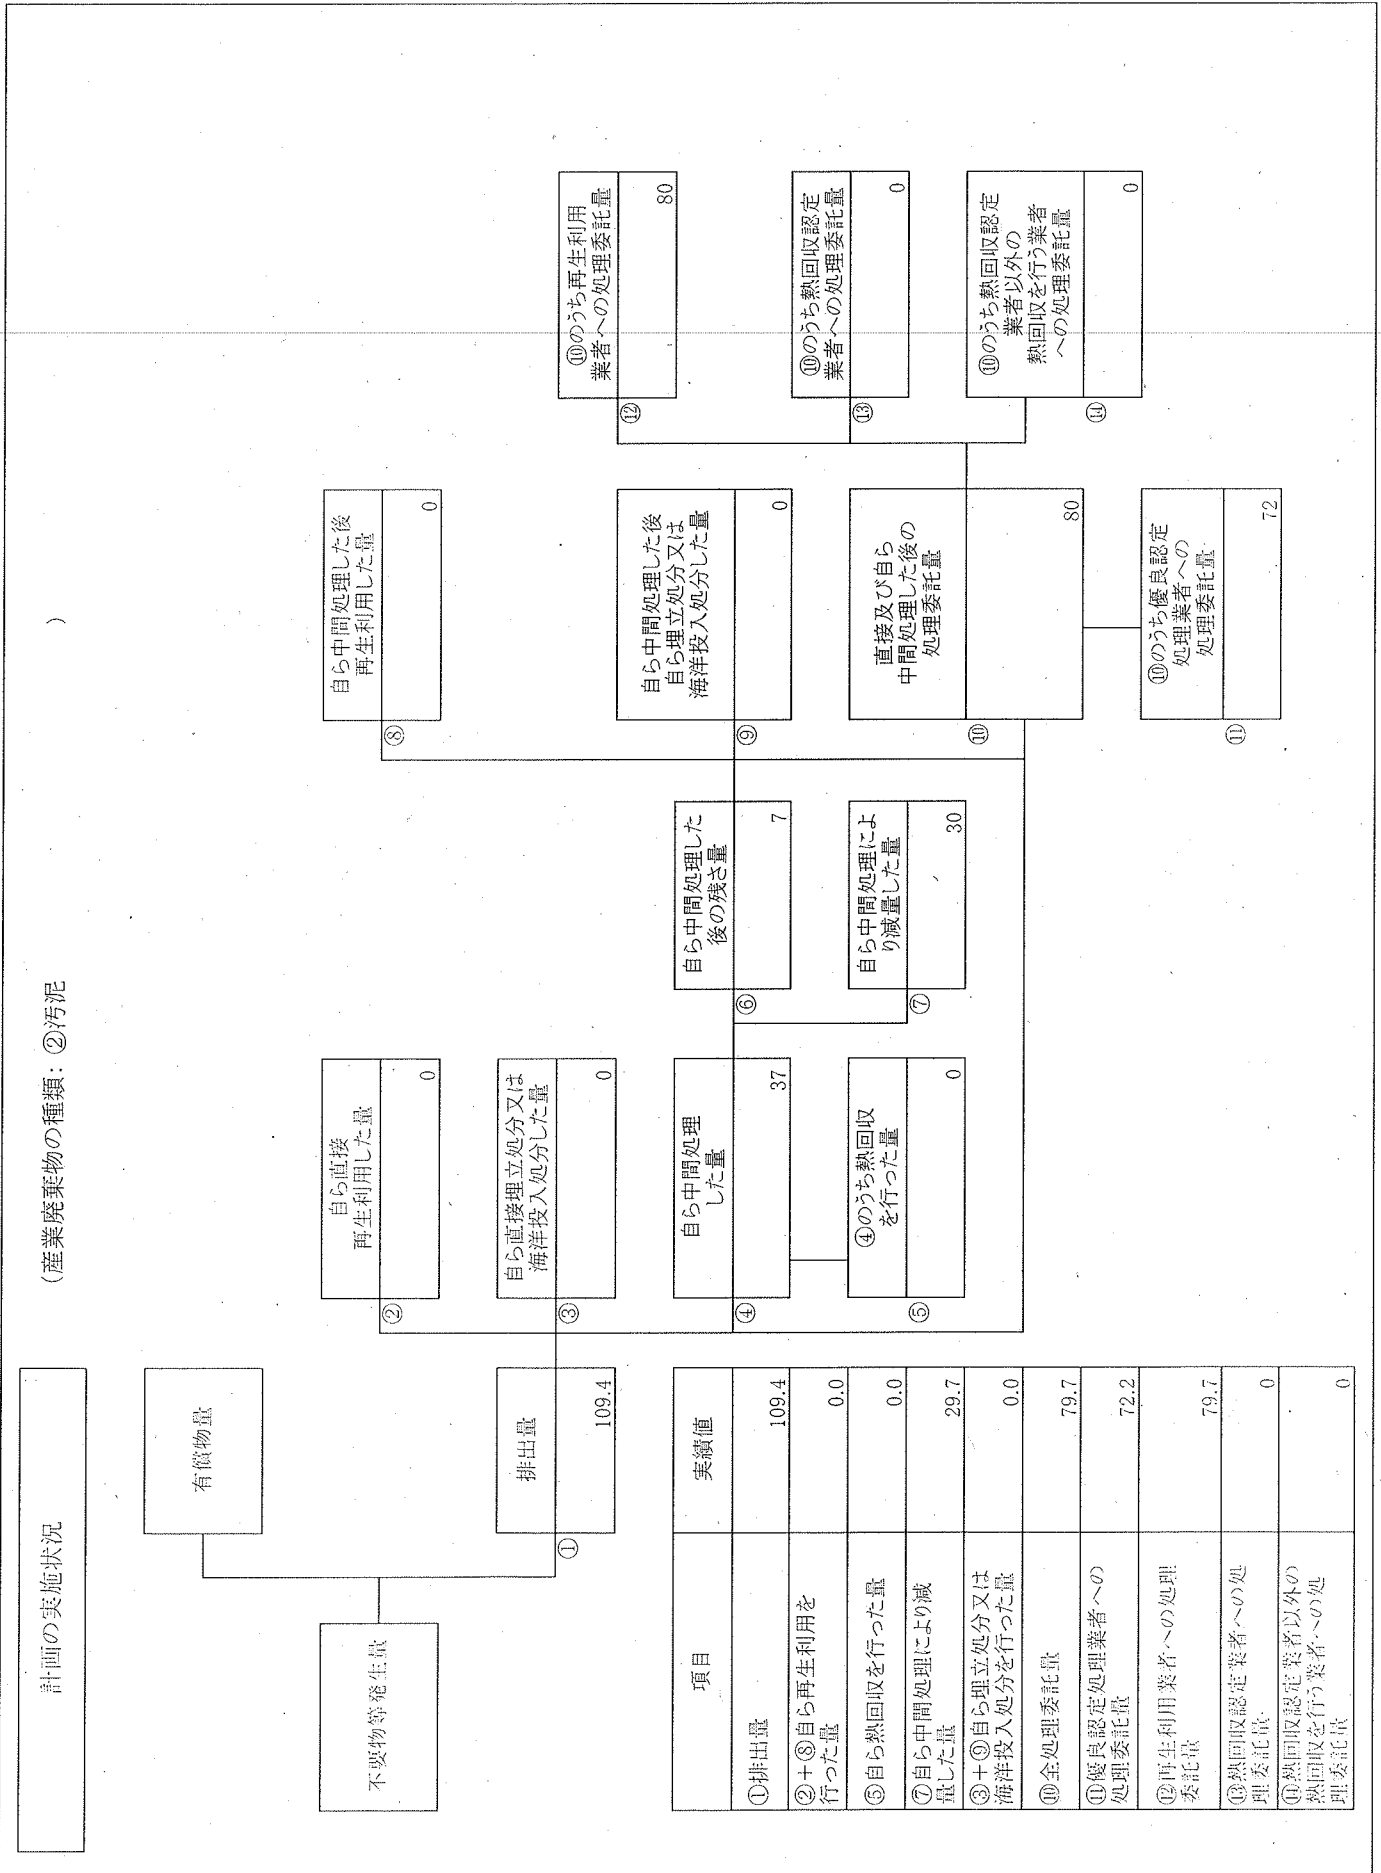 計画の実施状況
(産業廃棄物の種類：②汚泥
)
不要物等発生量
有償物量
①
排出量
109.4
②
自ら直接
再生利用した量
0
③
自ら直接埋立処分又は
海洋投入処分した量
0
④
自ら中間処理
した量
37
⑤
④のうち熱回収
を行った量
0
⑥
自ら中間処理した
後の残さ量
7
⑦
自ら中間処理によ
り減量した量
30
⑧
自ら中間処理した後
再生利用した量
0
⑨
自ら中間処理した後
自ら埋立処分又は
海洋投入処分した量
0
⑩
直接及び自ら
中間処理した後の
処理委託量
80
⑪
⑩のうち優良認定
処理業者への
処理委託量
72
⑫
⑩のうち再生利用
業者への処理委託量
80
⑬
⑩のうち熱回収認定
業者への処理委託量
0
⑭
⑩のうち熱回収認定
業者以外の
熱回収を行う業者
への処理委託量
0
項目
実績値
①排出量
109.4
②＋⑧自ら再生利用を
行った量
0.0
⑤自ら熱回収を行った量
0.0
⑦自ら中間処理により減
量した量
29.7
③＋⑨自ら埋立処分又は
海洋投入処分を行った量
0.0
⑩全処理委託量
79.7
⑪優良認定処理業者への
処理委託量
72.2
⑫再生利用業者への処理
委託量
79.7
⑬熱回収認定業者への処
理委託量
0
⑭熱回収認定業者以外の
熱回収を行う業者への処
理委託量
0